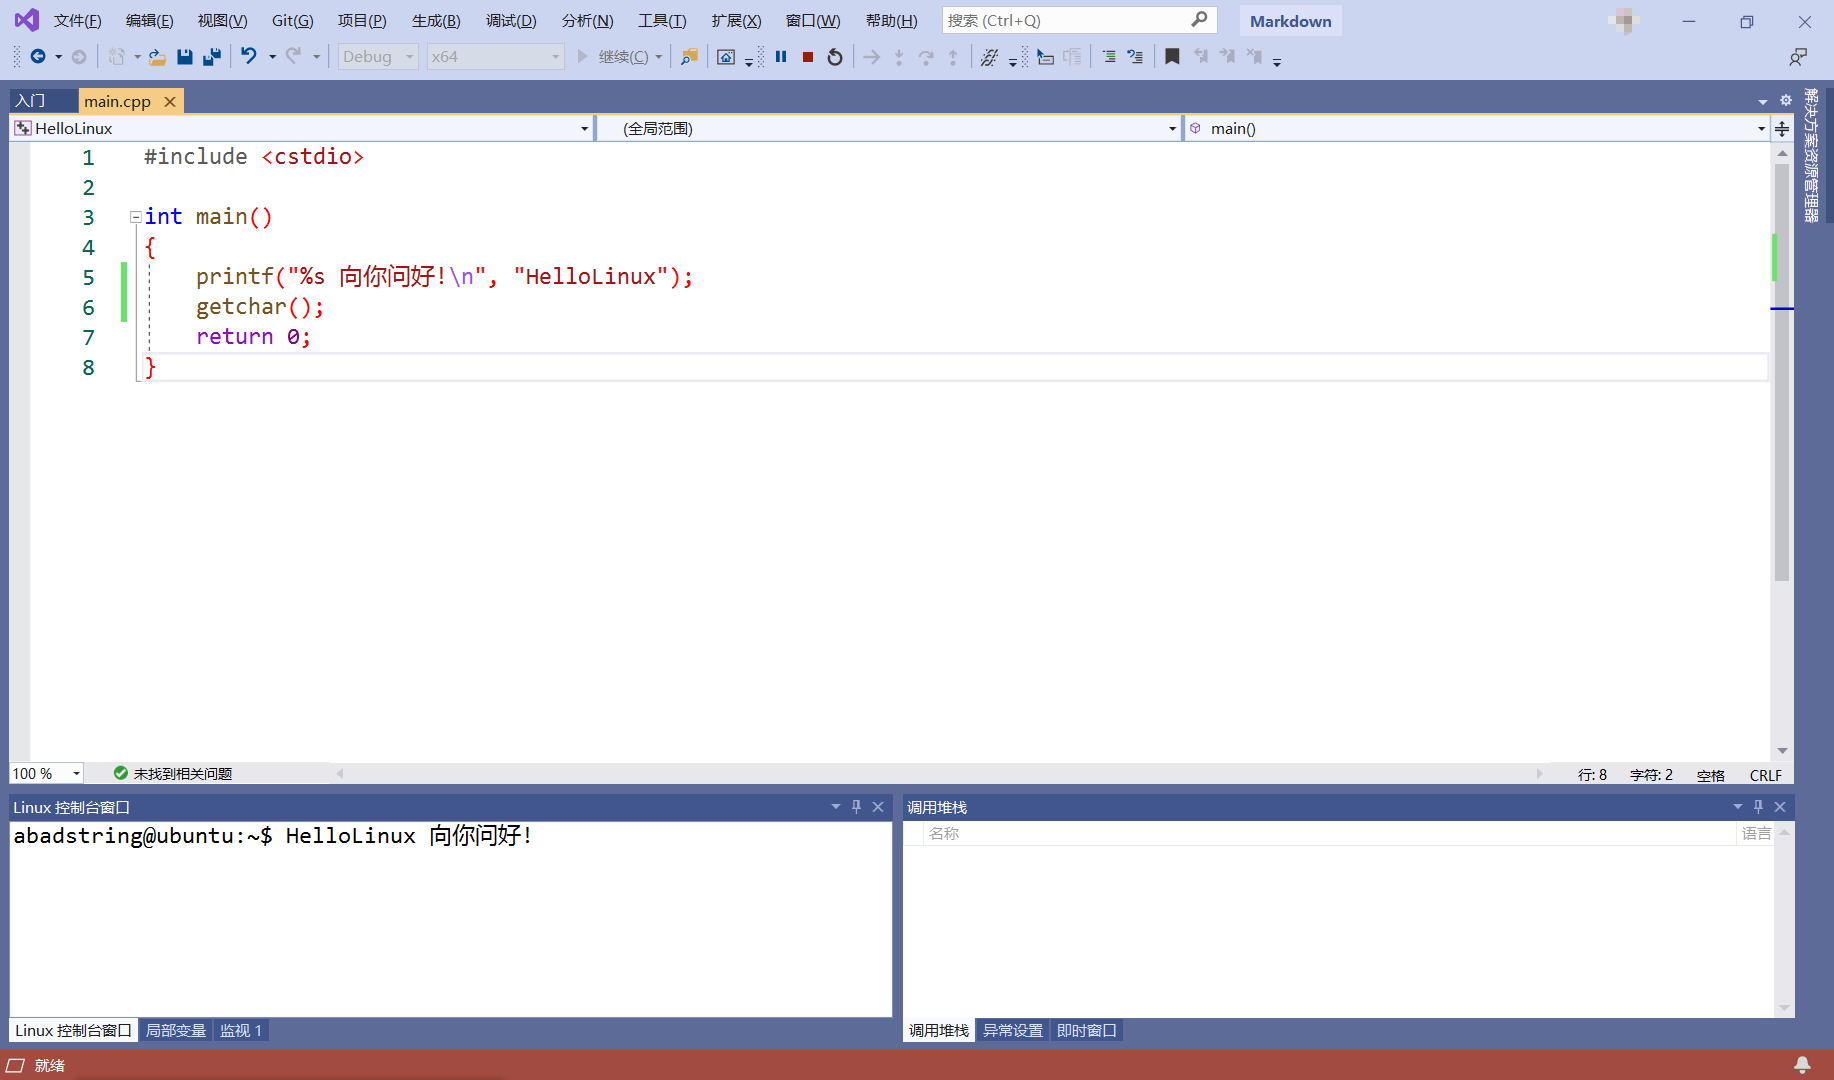 文件(F) 编辑(E) 视图(V) Git(G) 项目(P) 生成(B) 调试(D) 分析(N) 工具(T) 扩展(X) 窗口(W) 帮助(H) 搜索 (Ctrl+Q) Markdown
Debug x64 继续(C)
入门 main.cpp
解决方案资源管理器
HelloLinux (全局范围) main()
1 #include <cstdio>
2
3 int main()
4 {
5 printf("%s 向你问好!\n", "HelloLinux");
6 getchar();
7 return 0;
8 }
100 % 未找到相关问题 行: 8 字符: 2 空格 CRLF
Linux 控制台窗口
abadstring@ubuntu:~$ HelloLinux 向你问好!
Linux 控制台窗口 局部变量 监视 1
调用堆栈
名称 语言
调用堆栈 异常设置 即时窗口
就绪